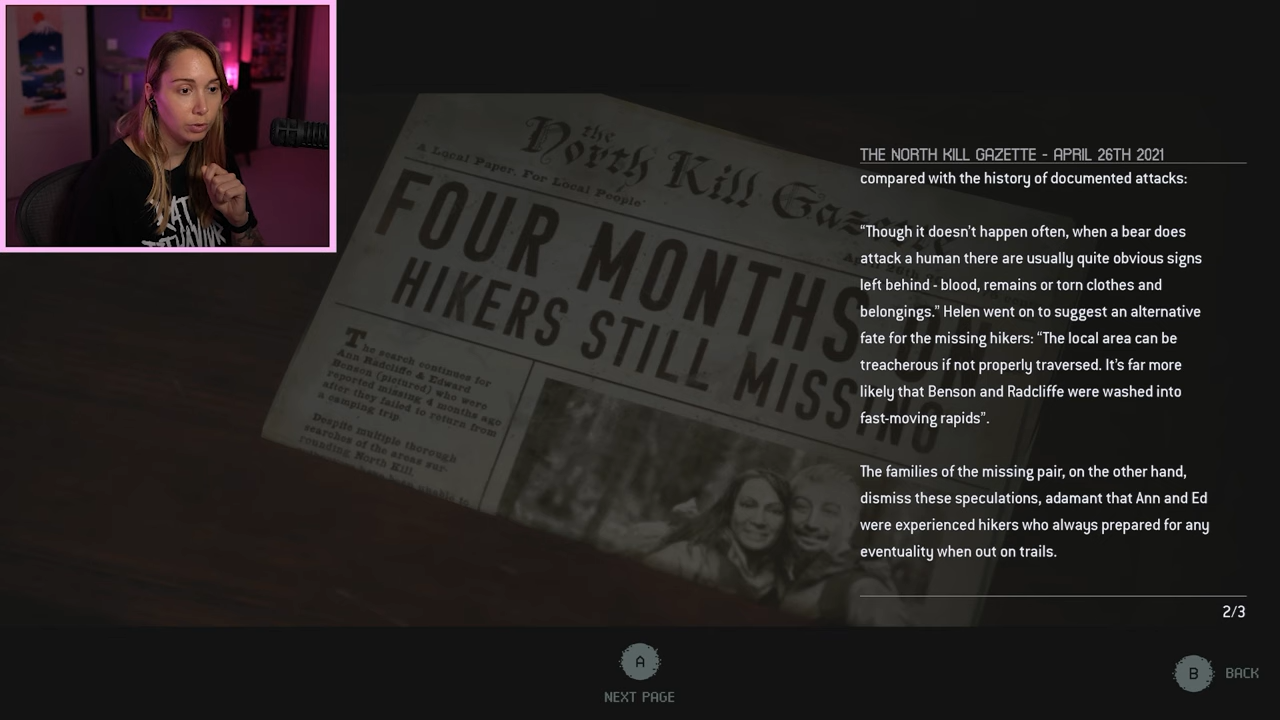 THE NORTH KILL GAZETTE - APRIL 26TH 2021
compared with the history of documented attacks:
“Though it doesn't happen often, when a bear does
attack a human there are usually quite obvious signs
left behind - blood, remains or torn clothes and
belongings.” Helen went on to suggest an alternative
fate for the missing hikers: “The local area can be
treacherous if not properly traversed. It's far more
likely that Benson and Radcliffe were washed into
fast-moving rapids”.
The families of the missing pair, on the other hand,
dismiss these speculations, adamant that Ann and Ed
were experienced hikers who always prepared for any
eventuality when out on trails.
2/3
A
NEXT PAGE
B BACK
the
North Kill Gazette
A Local Paper, For Local People'
FOUR MONTHS ON
HIKERS STILL MISSING
The search continues for
Ann Radcliffe & Edward
Benson (pictured) who were
reported missing 4 months ago
after they failed to return from
a camping trip.
Despite multiple thorough
searches of the areas sur-
rounding North Kill,